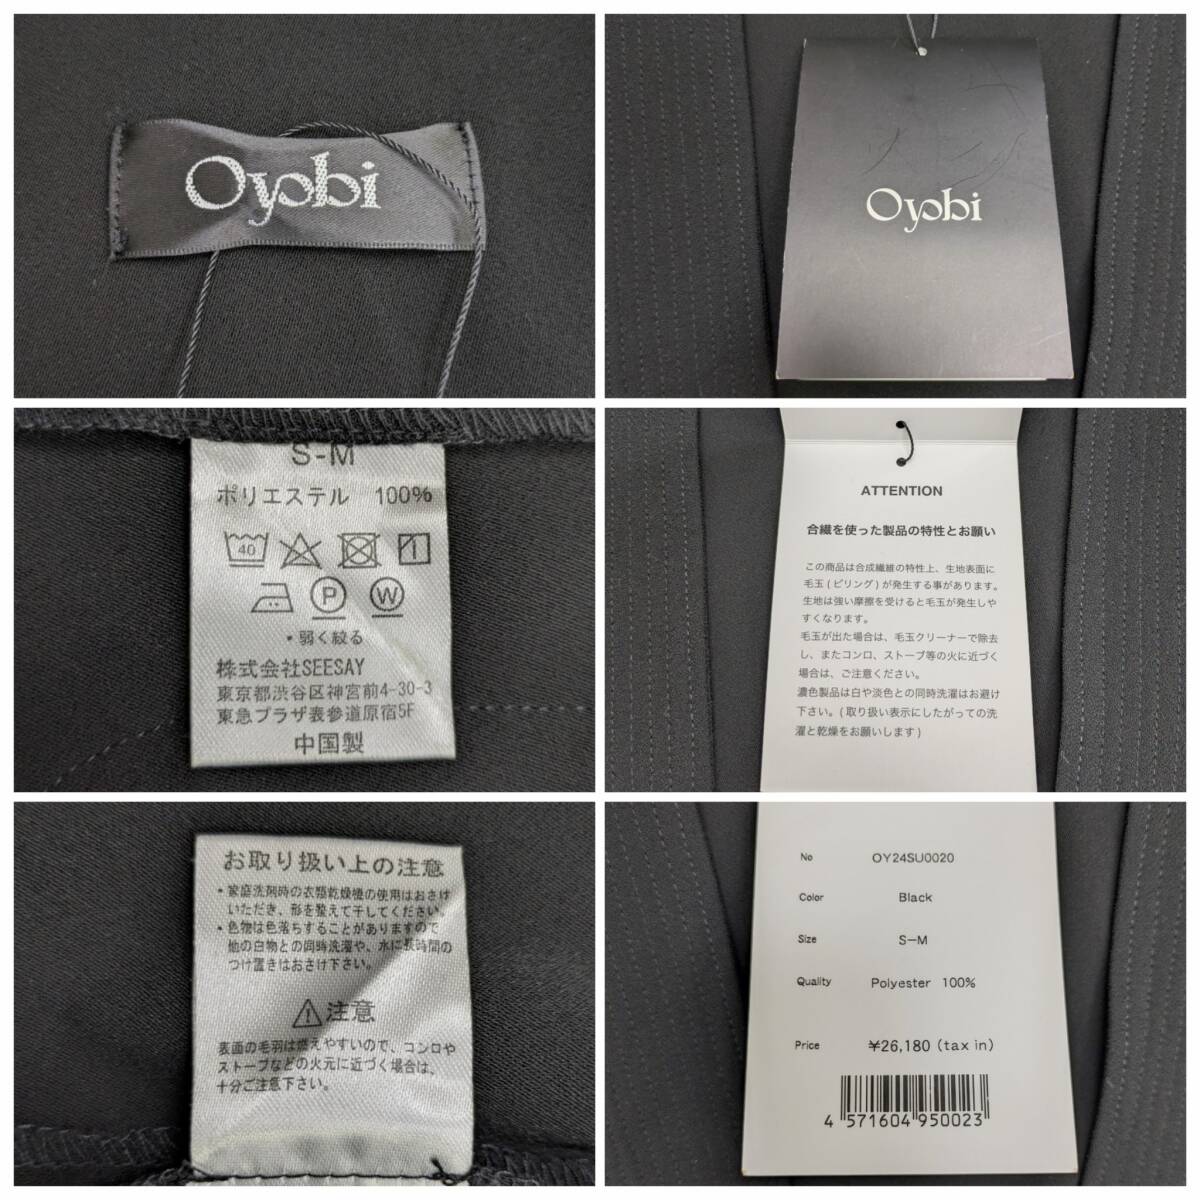 Oyobi
Oyobi
S-M
ポリエステル 100%
40
P
W
・弱く絞る
株式会社SEESAY
東京都渋谷区神宮前4-30-3
東急プラザ表参道原宿5F
中国製
ATTENTION
合繊を使った製品の特性とお願い
この商品は合成繊維の特性上、生地表面に
毛玉(ピリング)が発生する事があります。
生地は強い摩擦を受けると毛玉が発生しや
すくなります。
毛玉が出た場合は、毛玉クリーナーで除去
し、またコンロ、ストーブ等の火に近づく
場合は、ご注意ください。
濃色製品は白や淡色との同時洗濯はお避け
下さい。(取り扱い表示にしたがっての洗
濯と乾燥をお願いします)
お取り扱い上の注意
・家庭洗剤時の衣類乾燥機の使用はおさけ
いただき、形を整えて干してください。
・色物は色落ちすることがありますので
他の白物との同時洗濯や、水に長時間の
つけ置きはおさけ下さい。
注意
表面の毛羽は燃えやすいので、コンロや
ストーブなどの火元に近づく場合は、
十分ご注意下さい。
No OY24SU0020
Color Black
Size S-M
Quality Polyester 100%
Price ¥26,180 (tax in)
4 571604 950023